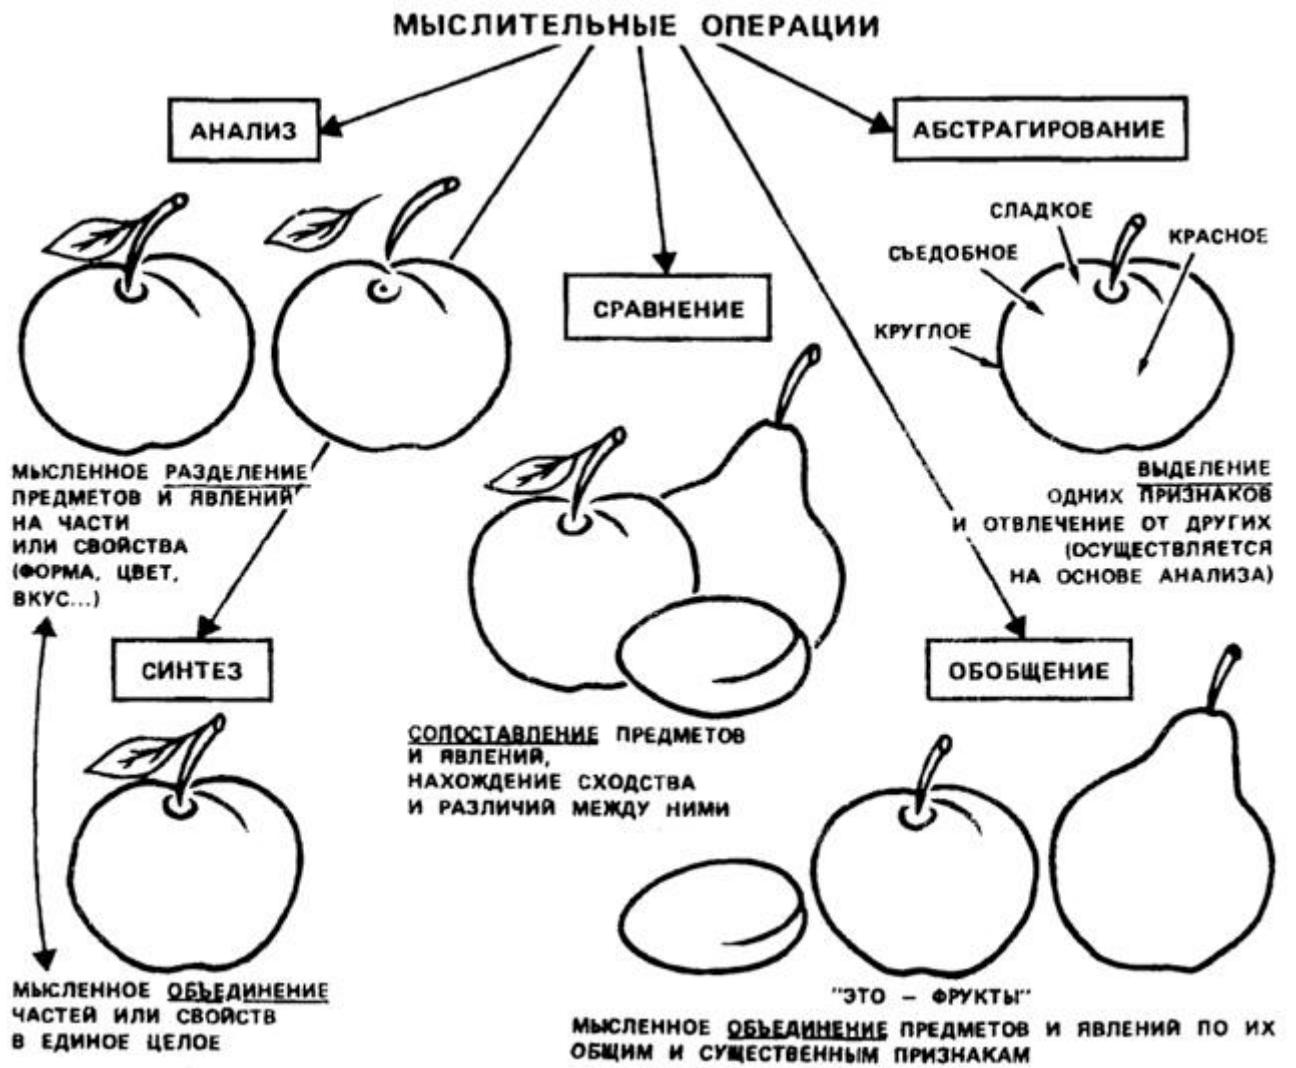 МЫСЛИТЕЛЬНЫЕ ОПЕРАЦИИ
АНАЛИЗ
АБСТРАГИРОВАНИЕ
СЛАДКОЕ
КРАСНОЕ
СЪЕДОБНОЕ
КРУГЛОЕ
СРАВНЕНИЕ
МЫСЛЕННОЕ РАЗДЕЛЕНИЕ
ПРЕДМЕТОВ И ЯВЛЕНИЙ
НА ЧАСТИ
ИЛИ СВОЙСТВА
(ФОРМА, ЦВЕТ,
ВКУС...)
ВЫДЕЛЕНИЕ
ОДНИХ ПРИЗНАКОВ
И ОТВЛЕЧЕНИЕ ОТ ДРУГИХ
(ОСУЩЕСТВЛЯЕТСЯ
НА ОСНОВЕ АНАЛИЗА)
СИНТЕЗ
ОБОБЩЕНИЕ
СОПОСТАВЛЕНИЕ ПРЕДМЕТОВ
И ЯВЛЕНИЙ,
НАХОЖДЕНИЕ СХОДСТВА
И РАЗЛИЧИЙ МЕЖДУ НИМИ
МЫСЛЕННОЕ ОБЪЕДИНЕНИЕ
ЧАСТЕЙ ИЛИ СВОЙСТВ
В ЕДИНОЕ ЦЕЛОЕ
"ЭТО – ФРУКТЫ"
МЫСЛЕННОЕ ОБЪЕДИНЕНИЕ ПРЕДМЕТОВ И ЯВЛЕНИЙ ПО ИХ
ОБЩИМ И СУЩЕСТВЕННЫМ ПРИЗНАКАМ